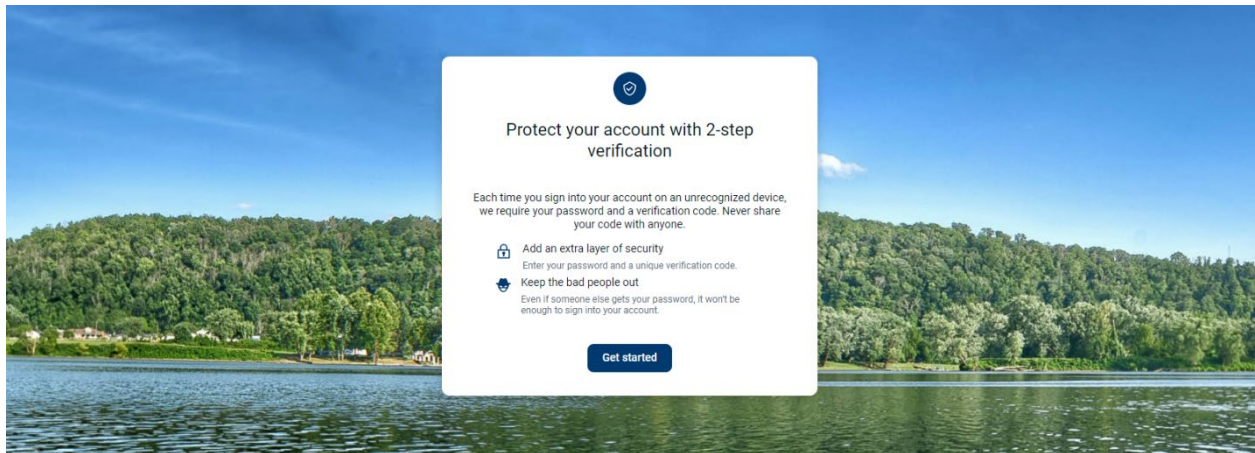 Protect your account with 2-step
verification
Each time you sign into your account on an unrecognized device,
we require your password and a verification code. Never share
your code with anyone.
Add an extra layer of security
Enter your password and a unique verification code.
Keep the bad people out
Even if someone else gets your password, it won't be
enough to sign into your account.
Get started